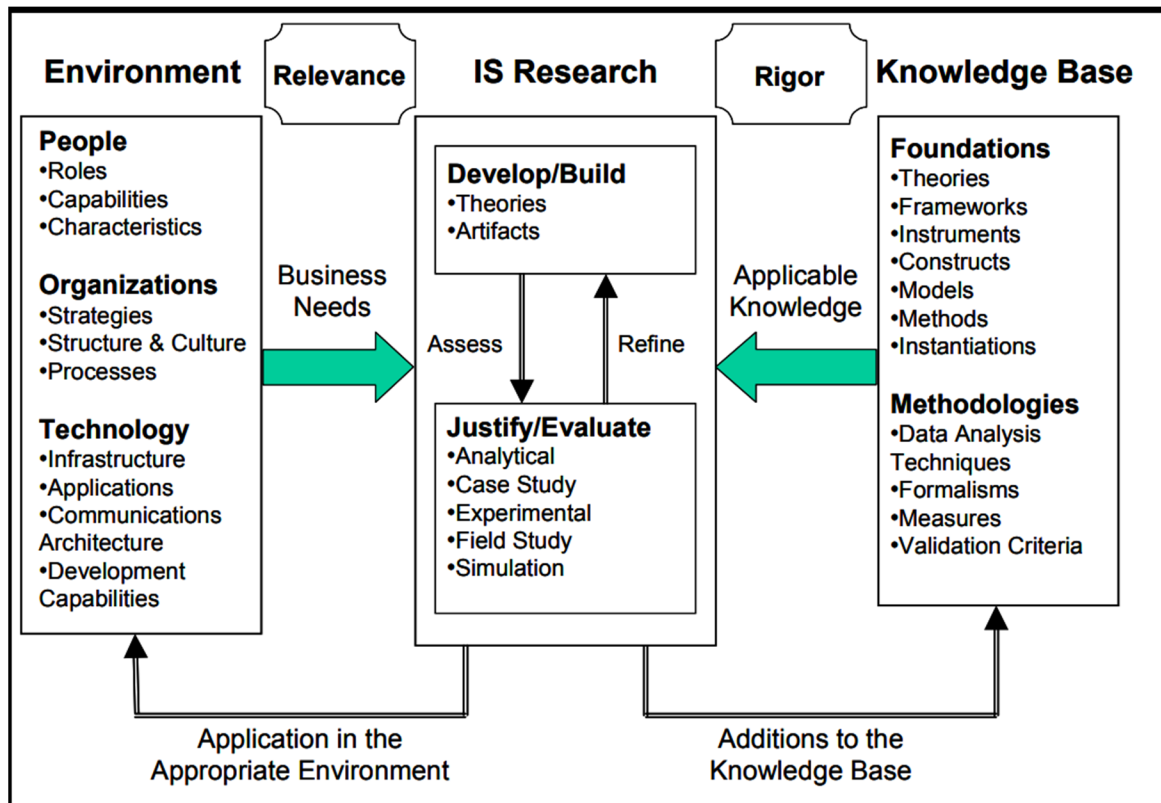 Environment
Relevance
IS Research
Rigor
Knowledge Base
People
•Roles
•Capabilities
•Characteristics
Organizations
•Strategies
•Structure & Culture
•Processes
Technology
•Infrastructure
•Applications
•Communications
Architecture
•Development
Capabilities
Business
Needs
Develop/Build
•Theories
•Artifacts
Assess
Refine
Justify/Evaluate
•Analytical
•Case Study
•Experimental
•Field Study
•Simulation
Applicable
Knowledge
Foundations
•Theories
•Frameworks
•Instruments
•Constructs
•Models
•Methods
•Instantiations
Methodologies
•Data Analysis
Techniques
•Formalisms
•Measures
•Validation Criteria
Application in the
Appropriate Environment
Additions to the
Knowledge Base